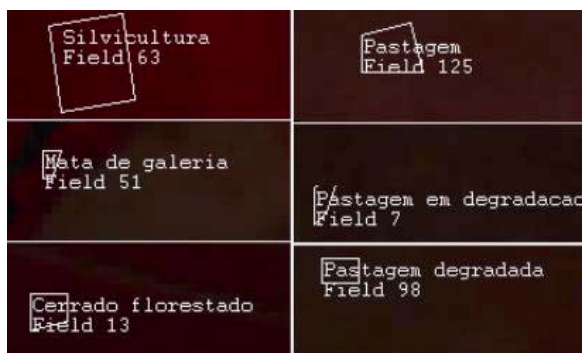 Silvicultura
Field 63
Pastagem
Field 125
Mata de galeria
Field 51
Pastagem em degradacao
Field 7
Cerrado florestado
Field 13
Pastagem degradada
Field 98